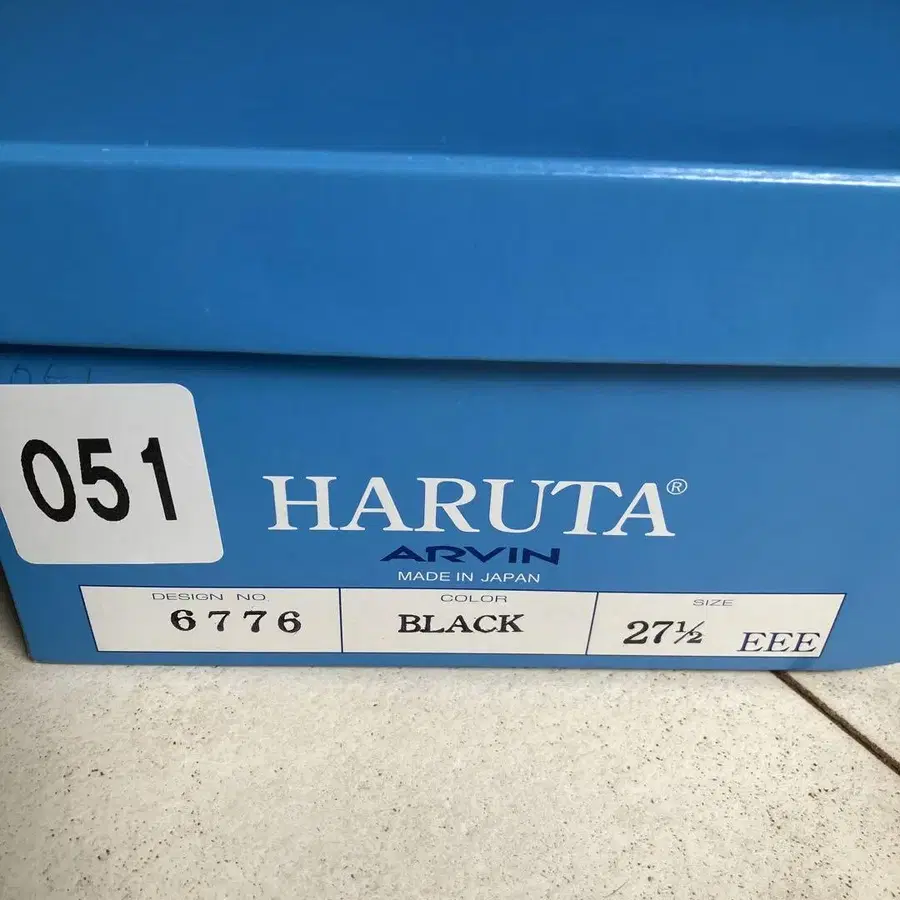 051
HARUTA®
ARVIN
MADE IN JAPAN
DESIGN NO. COLOR SIZE
6776 BLACK 27½ EEE